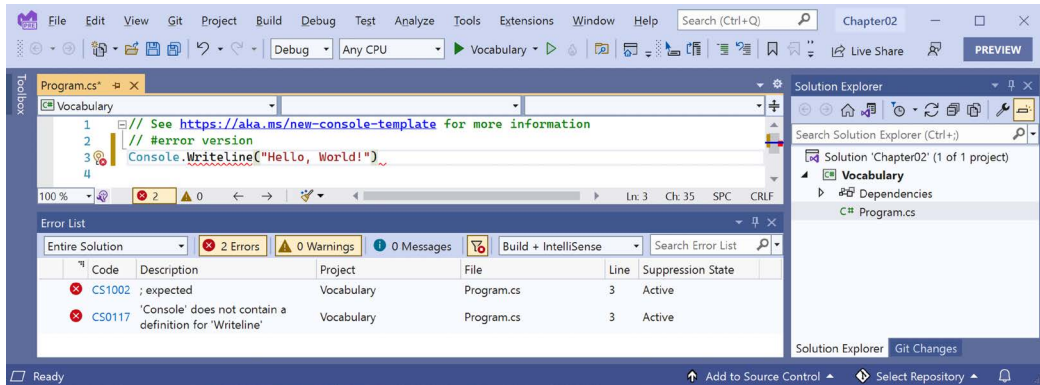 File Edit View Git Project Build Debug Test Analyze Tools Extensions Window Help Search (Ctrl+Q) Chapter02
Debug Any CPU Vocabulary Live Share PREVIEW
Toolbox
Program.cs*
C# Vocabulary
1 // See https://aka.ms/new-console-template for more information
2 // #error version
3 Console.Writeline("Hello, World!")
4
100 % 2 0 Ln: 3 Ch: 35 SPC CRLF
Error List
Entire Solution 2 Errors 0 Warnings 0 Messages Build + IntelliSense Search Error List
Code Description Project File Line Suppression State
CS1002 ; expected Vocabulary Program.cs 3 Active
CS0117 'Console' does not contain a definition for 'Writeline' Vocabulary Program.cs 3 Active
Solution Explorer
Search Solution Explorer (Ctrl+;)
Solution 'Chapter02' (1 of 1 project)
C# Vocabulary
Dependencies
C# Program.cs
Solution Explorer Git Changes
Ready Add to Source Control Select Repository